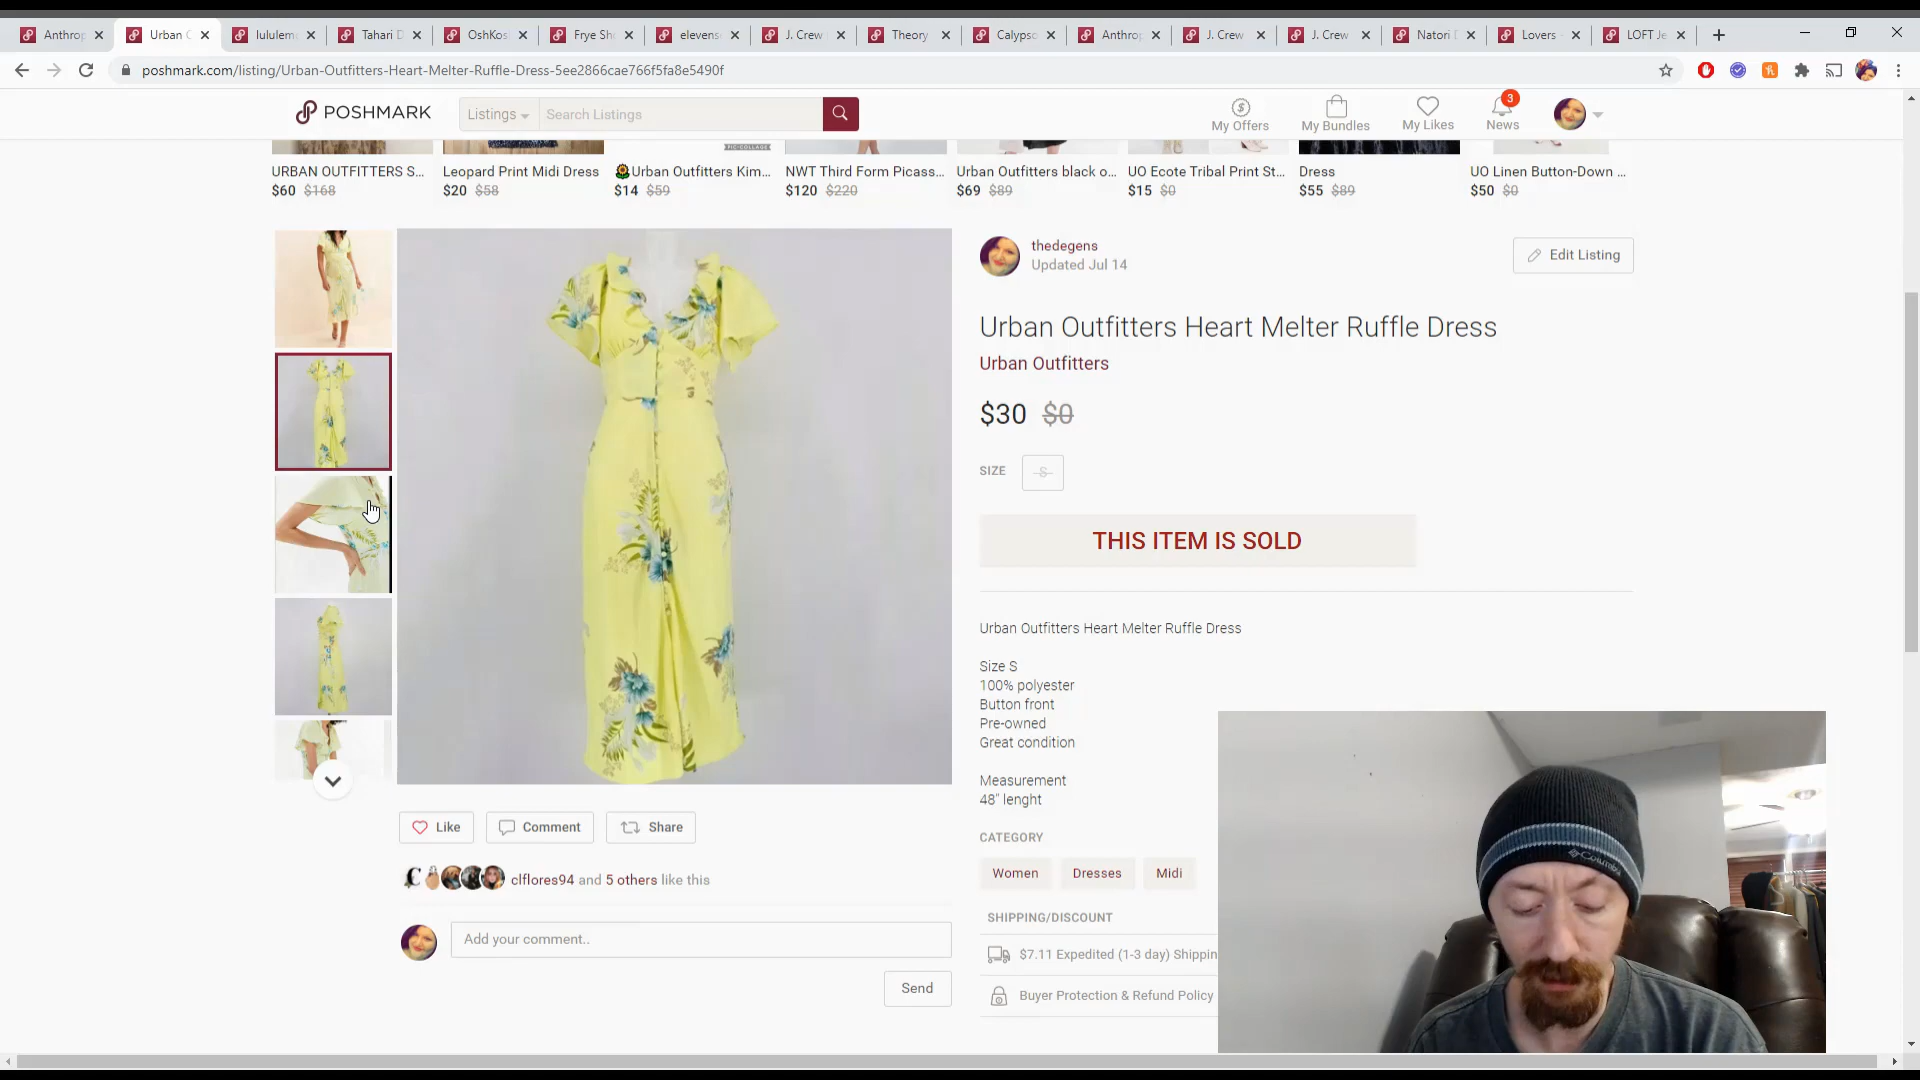 Anthrop
Urban O
lululem
Tahari D
OshKos
Frye Sh
elevens
J. Crew
Theory
Calypso
Anthrop
J. Crew
J. Crew
Natori D
Lovers -
LOFT Je
poshmark.com/listing/Urban-Outfitters-Heart-Melter-Ruffle-Dress-5ee2866cae766f5fa8e5490f
POSHMARK
Listings
Search Listings
My Offers
My Bundles
My Likes
3
News
PIC•COLLAGE
URBAN OUTFITTERS S...
Leopard Print Midi Dress
🌻Urban Outfitters Kim...
NWT Third Form Picass...
Urban Outfitters black o...
UO Ecote Tribal Print St...
Dress
UO Linen Button-Down ...
$60 $168
$20 $58
$14 $59
$120 $220
$69 $89
$15 $0
$55 $89
$50 $0
thedegens
Updated Jul 14
Edit Listing
Urban Outfitters Heart Melter Ruffle Dress
Urban Outfitters
$30 $0
SIZE S
THIS ITEM IS SOLD
Urban Outfitters Heart Melter Ruffle Dress
Size S
100% polyester
Button front
Pre-owned
Great condition
Measurement
48" lenght
CATEGORY
Women
Dresses
Midi
SHIPPING/DISCOUNT
$7.11 Expedited (1-3 day) Shippin
Buyer Protection & Refund Policy
Like
Comment
Share
clflores94 and 5 others like this
Add your comment..
Send
Columbia